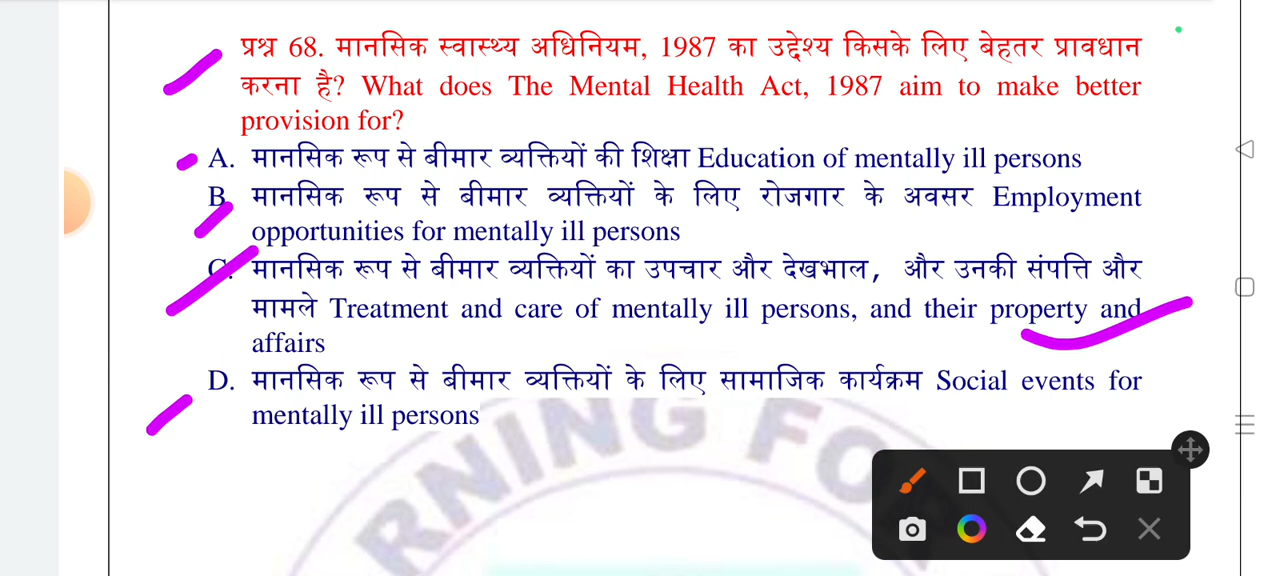 प्रश्न 68. मानसिक स्वास्थ्य अधिनियम, 1987 का उद्देश्य किसके लिए बेहतर प्रावधान
करना है? What does The Mental Health Act, 1987 aim to make better
provision for?
A. मानसिक रूप से बीमार व्यक्तियों की शिक्षा Education of mentally ill persons
B. मानसिक रूप से बीमार व्यक्तियों के लिए रोजगार के अवसर Employment
opportunities for mentally ill persons
C. मानसिक रूप से बीमार व्यक्तियों का उपचार और देखभाल, और उनकी संपत्ति और
मामले Treatment and care of mentally ill persons, and their property and
affairs
D. मानसिक रूप से बीमार व्यक्तियों के लिए सामाजिक कार्यक्रम Social events for
mentally ill persons
RNING FO